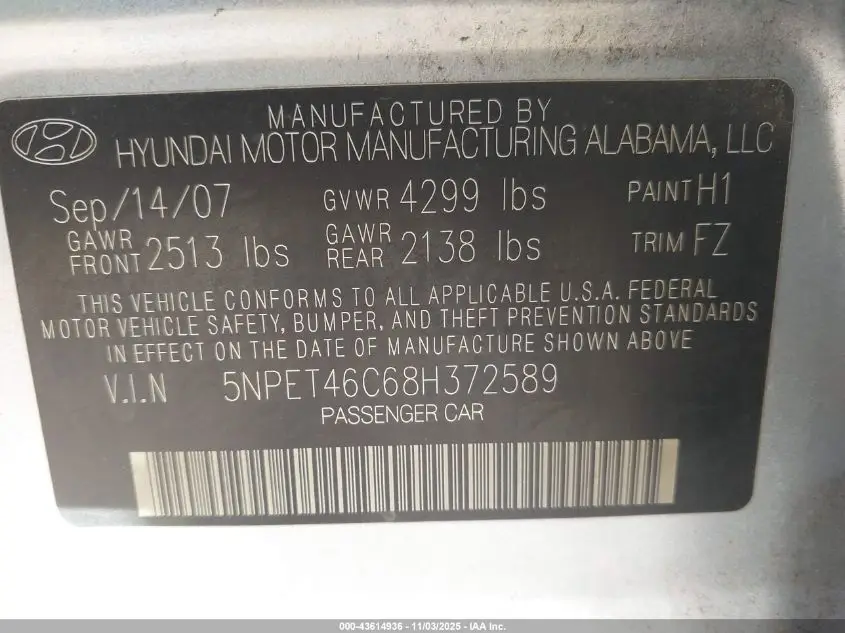 MANUFACTURED BY
HYUNDAI MOTOR MANUFACTURING ALABAMA, LLC
Sep/14/07 GVWR 4299 lbs PAINT H1
GAWR FRONT 2513 lbs GAWR REAR 2138 lbs TRIM FZ
THIS VEHICLE CONFORMS TO ALL APPLICABLE U.S.A. FEDERAL
MOTOR VEHICLE SAFETY, BUMPER, AND THEFT PREVENTION STANDARDS
IN EFFECT ON THE DATE OF MANUFACTURE SHOWN ABOVE
V.I.N 5NPET46C68H372589
PASSENGER CAR
000-43614936 - 11/03/2025 - IAA Inc.